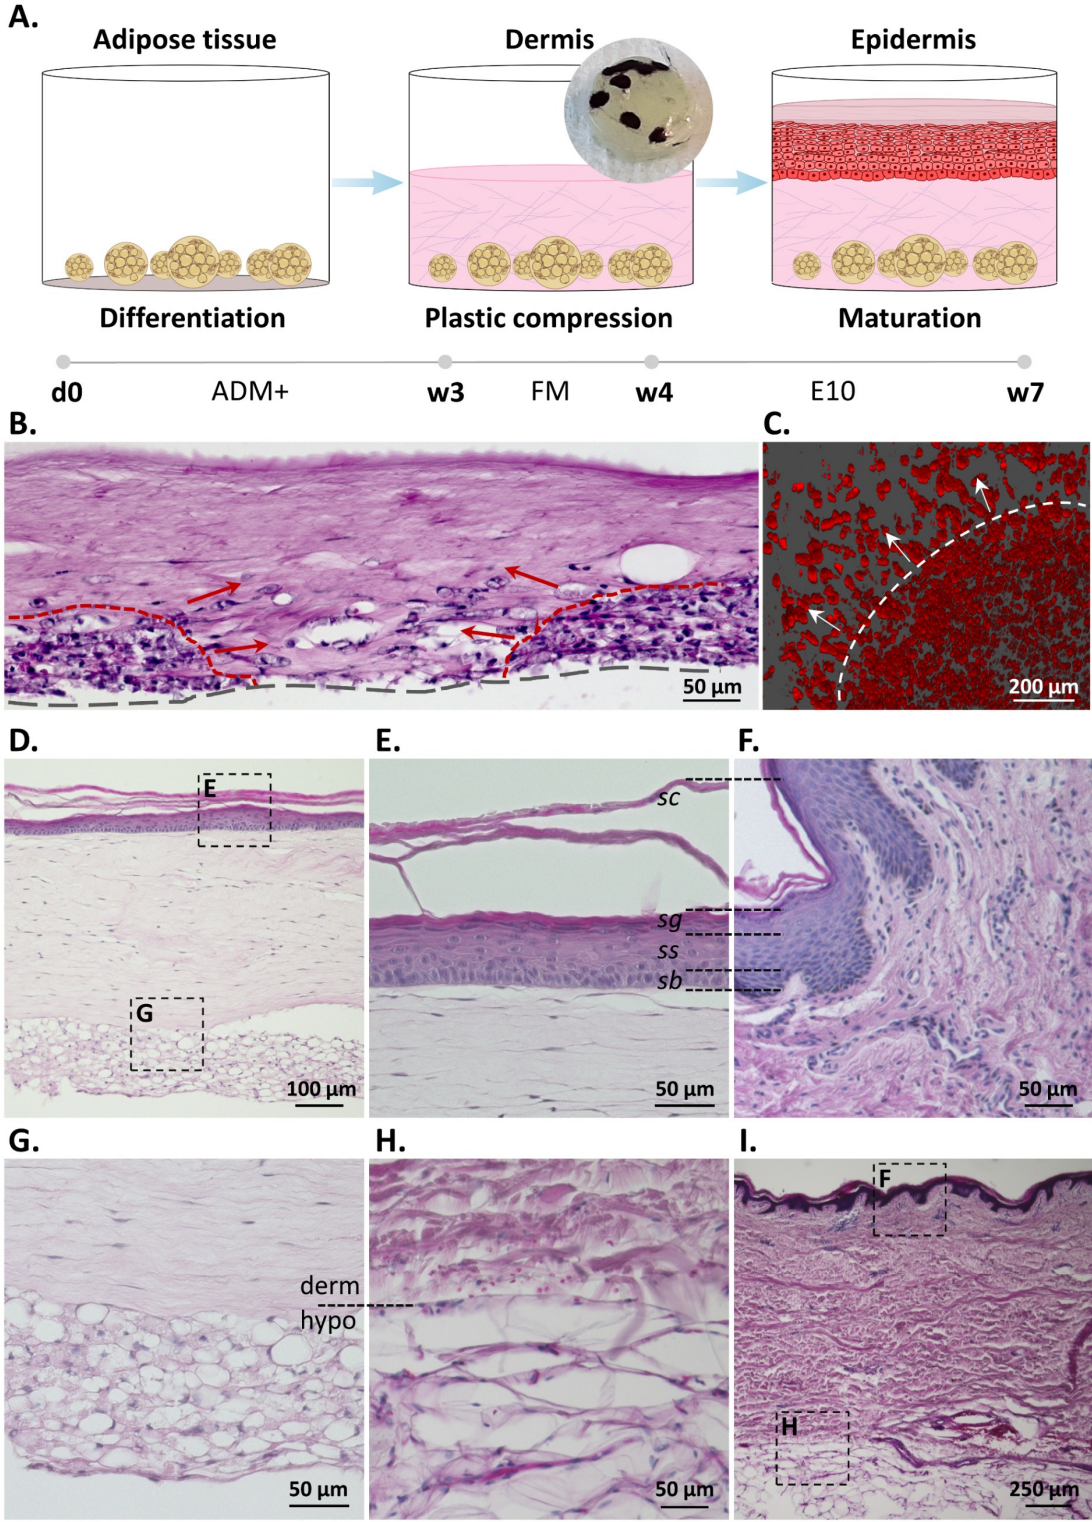 A.
Adipose tissue
Dermis
Epidermis
Differentiation
Plastic compression
Maturation
d0
ADM+
w3
FM
w4
E10
w7
B.
C.
50 µm
200 µm
D.
E.
F.
E
sc
sg
ss
sb
G
100 µm
50 µm
50 µm
G.
H.
I.
F
derm
hypo
H
50 µm
50 µm
250 µm